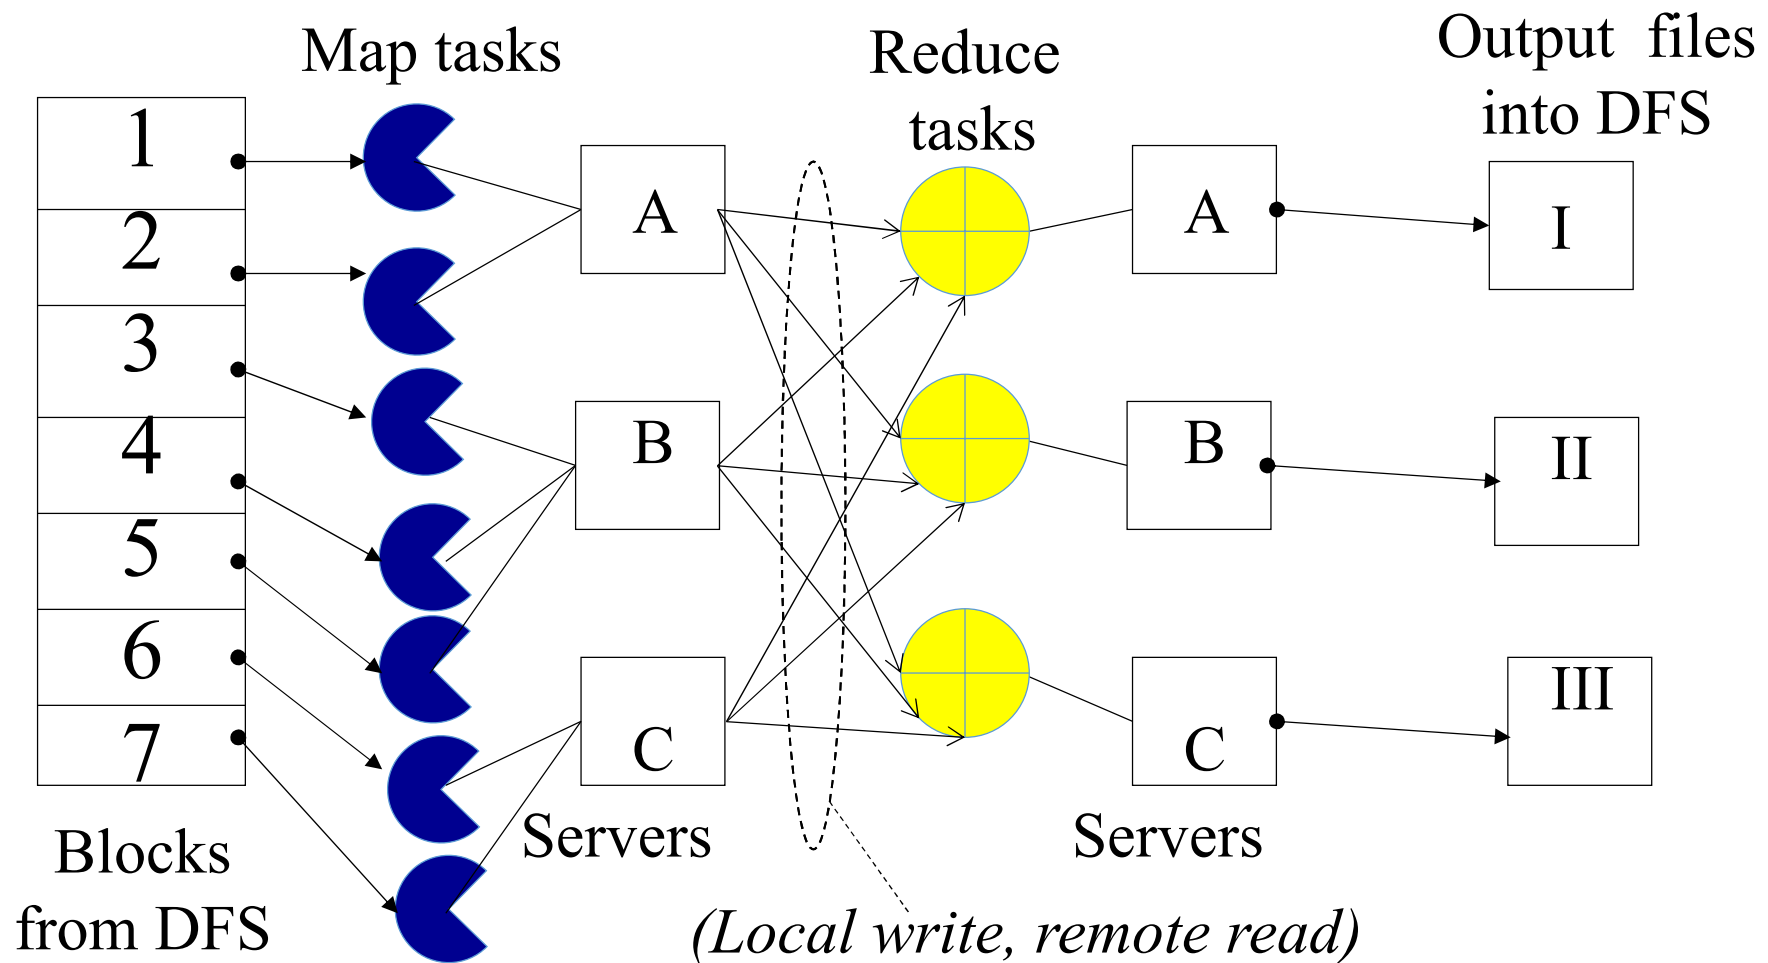 Map tasks
Reduce
tasks
Output files
into DFS
1
2
3
4
5
6
7
A
B
C
A
B
C
I
II
III
Servers
Servers
Blocks
from DFS
(Local write, remote read)